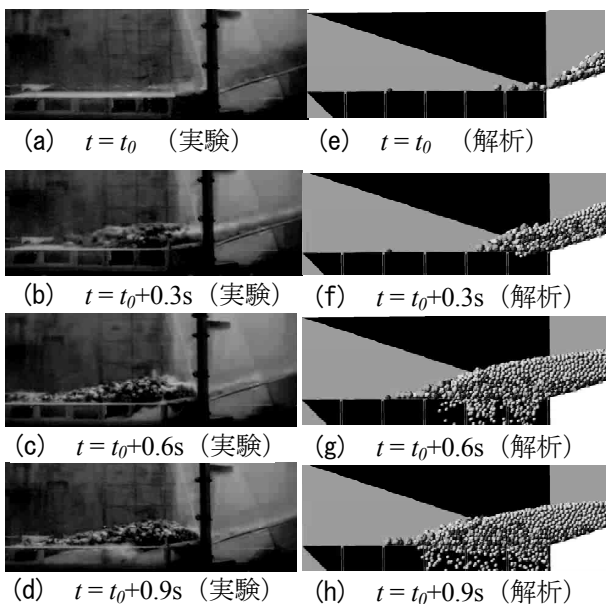 (a) t = t0 (実験)
(e) t = t0 (解析)
(b) t = t0+0.3s (実験)
(f) t = t0+0.3s (解析)
(c) t = t0+0.6s (実験)
(g) t = t0+0.6s (解析)
(d) t = t0+0.9s (実験)
(h) t = t0+0.9s (解析)